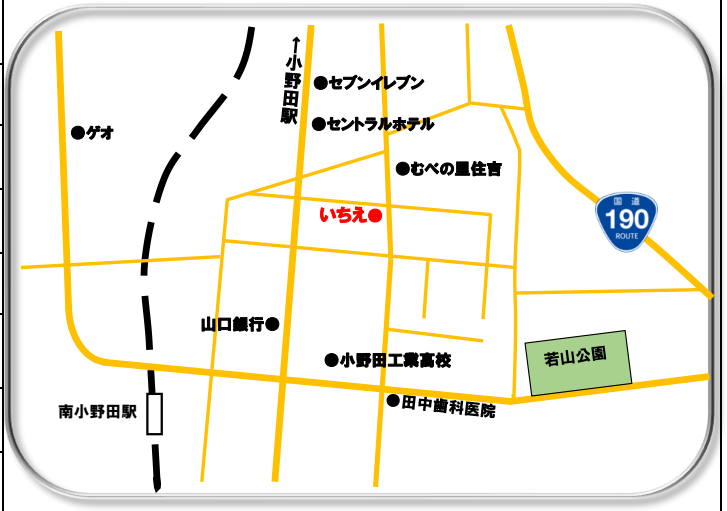 ↑小野田駅
●セブンイレブン
●セントラルホテル
●ゲオ
●むべの里住吉
いちえ●
国道
190
ROUTE
山口銀行●
●小野田工業高校
若山公園
南小野田駅
●田中歯科医院